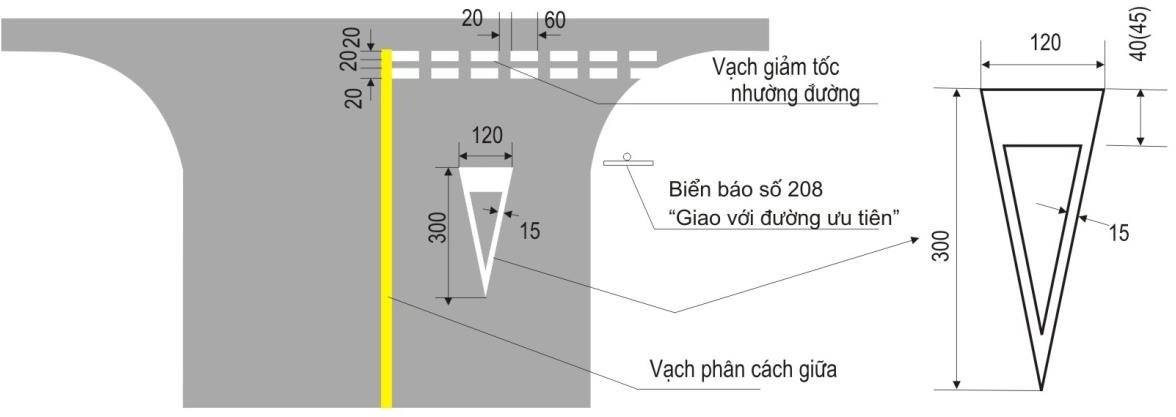 20
60
20
20
20
Vạch giảm tốc
nhường đường
120
300
15
Biển báo số 208
“Giao với đường ưu tiên”
Vạch phân cách giữa
120
40(45)
300
15